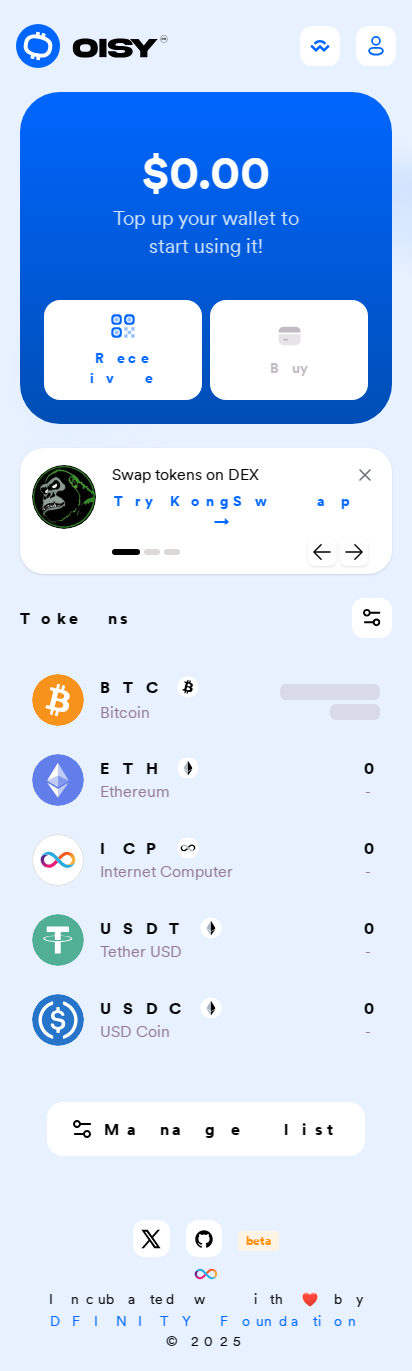 OISY
$0.00
Top up your wallet to
start using it!
Receive
Buy
Swap tokens on DEX
Try KongSwap
→
Tokens
BTC
Bitcoin
ETH
0
Ethereum
-
ICP
0
Internet Computer
-
USDT
0
Tether USD
-
USDC
0
USD Coin
-
Manage list
beta
Incubated with ❤️ by
DFINITY Foundation
© 2025